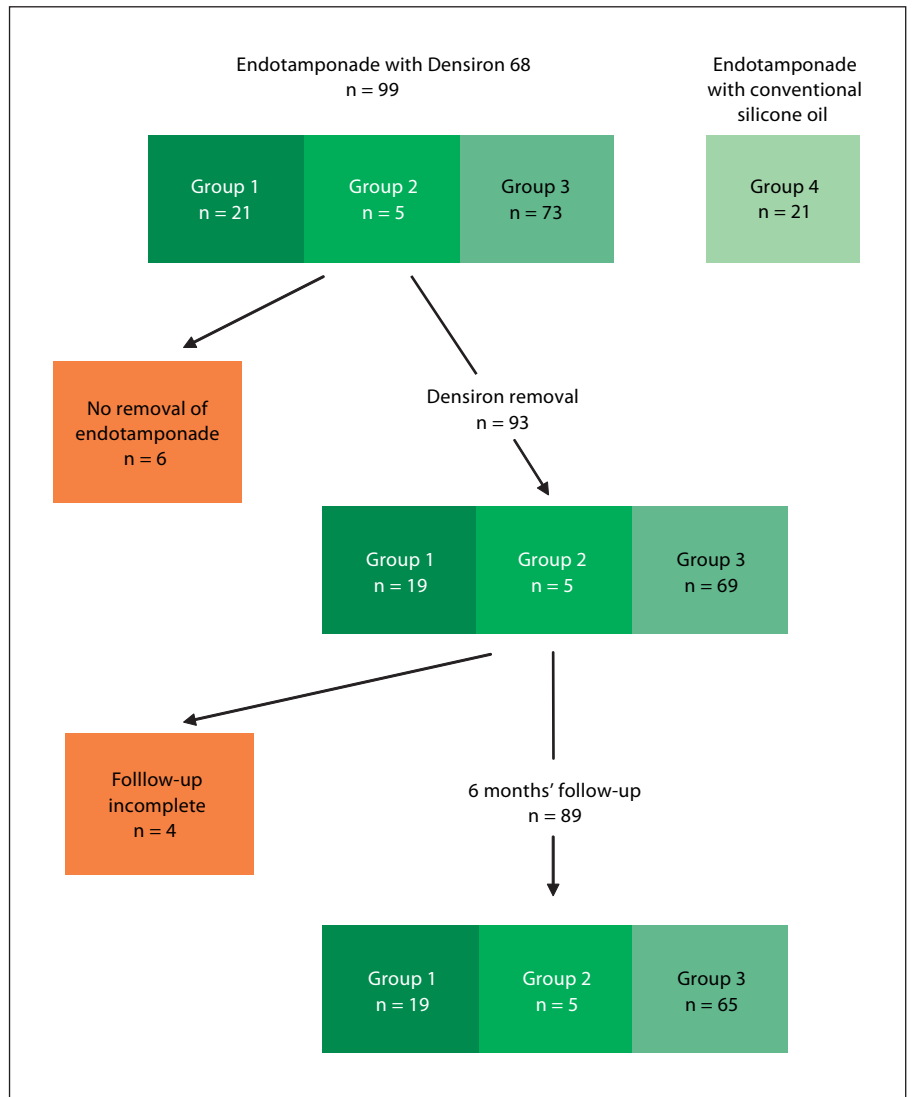 Endotamponade with Densiron 68
n = 99
Endotamponade
with conventional
silicone oil
Group 1
n = 21
Group 2
n = 5
Group 3
n = 73
Group 4
n = 21
No removal of
endotamponade
n = 6
Densiron removal
n = 93
Group 1
n = 19
Group 2
n = 5
Group 3
n = 69
Folllow-up
incomplete
n = 4
6 months’ follow-up
n = 89
Group 1
n = 19
Group 2
n = 5
Group 3
n = 65